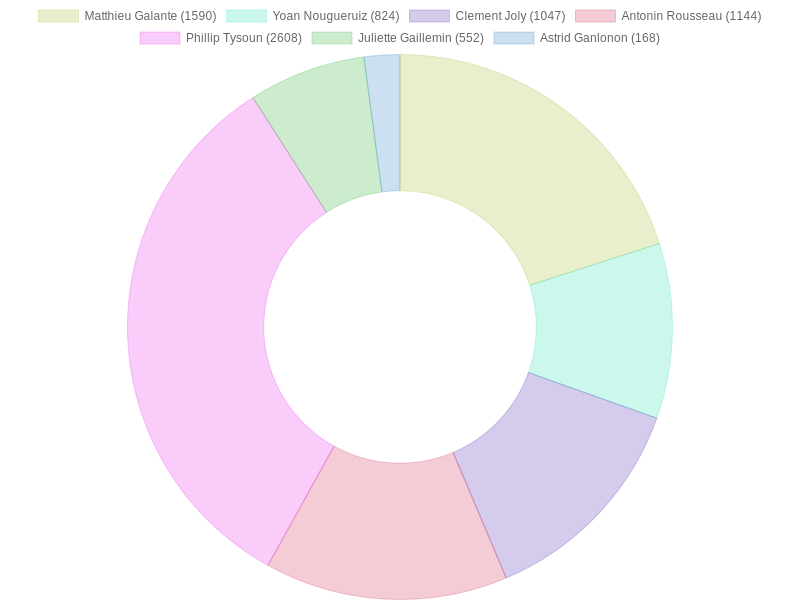 Matthieu Galante (1590) Yoan Nougueruiz (824) Clement Joly (1047) Antonin Rousseau (1144)
Phillip Tysoun (2608) Juliette Gaillemin (552) Astrid Ganlonon (168)